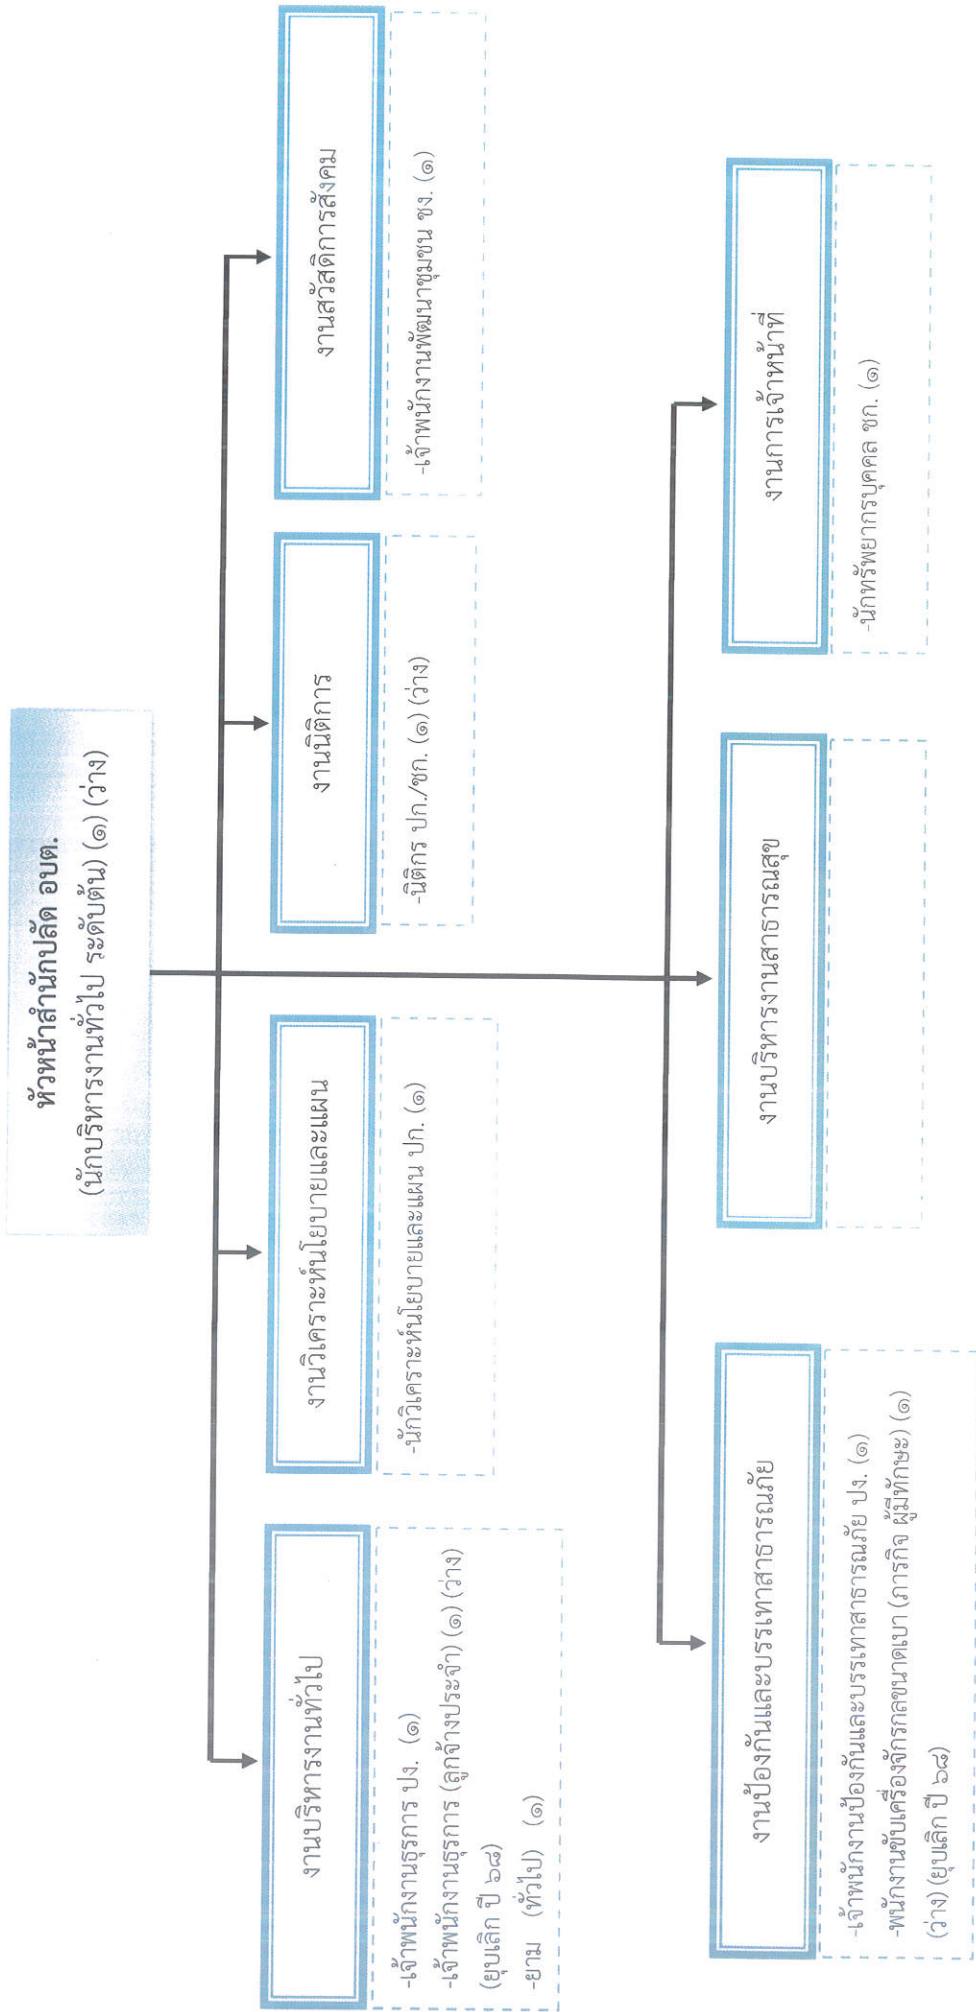 หัวหน้าสำนักปลัด อบต.
(นักบริหารงานทั่วไป ระดับต้น) (๑) (ว่าง)
งานบริหารงานทั่วไป
-เจ้าพนักงานธุรการ ปง. (๑)
-เจ้าพนักงานธุรการ (ลูกจ้างประจำ) (๑) (ว่าง)
(ยุบเลิก ปี ๖๘)
-ยาม (ทั่วไป) (๑)
งานวิเคราะห์นโยบายและแผน
-นักวิเคราะห์นโยบายและแผน ปก. (๑)
งานนิติการ
-นิติกร ปก./ชก. (๑) (ว่าง)
งานสวัสดิการสังคม
-เจ้าพนักงานพัฒนาชุมชน ชง. (๑)
งานป้องกันและบรรเทาสาธารณภัย
-เจ้าพนักงานป้องกันและบรรเทาสาธารณภัย ปง. (๑)
-พนักงานขับเครื่องจักรกลขนาดเบา (ภารกิจ ผู้มีทักษะ) (๑)
(ว่าง) (ยุบเลิก ปี ๖๘)
งานบริหารงานสาธารณสุข
งานการเจ้าหน้าที่
-นักทรัพยากรบุคคล ชก. (๑)